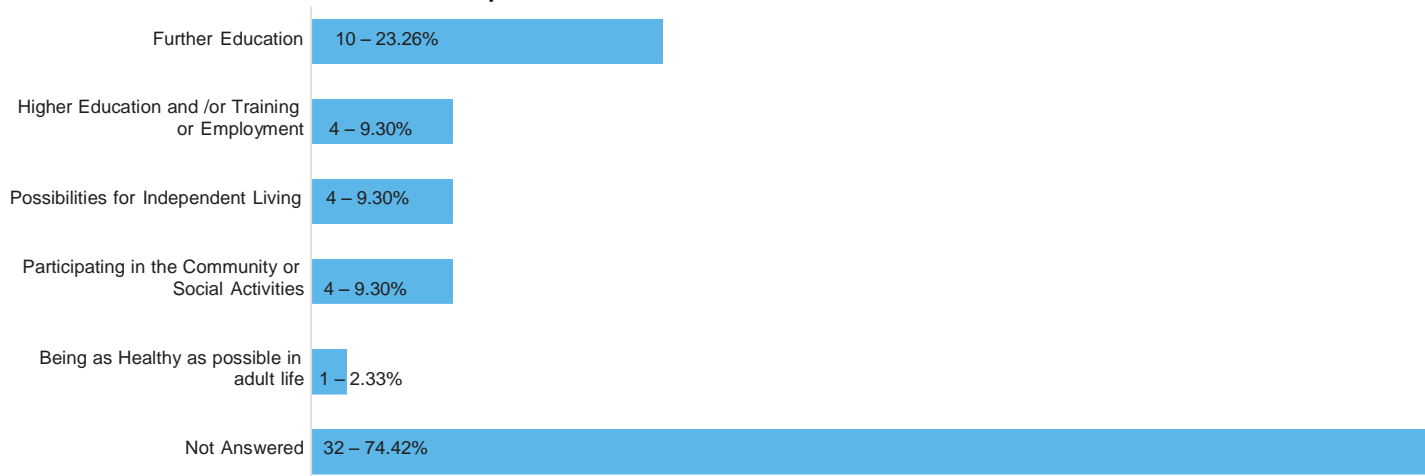 Further Education 10 – 23.26%
Higher Education and /or Training
or Employment 4 – 9.30%
Possibilities for Independent Living 4 – 9.30%
Participating in the Community or
Social Activities 4 – 9.30%
Being as Healthy as possible in
adult life 1 – 2.33%
Not Answered 32 – 74.42%